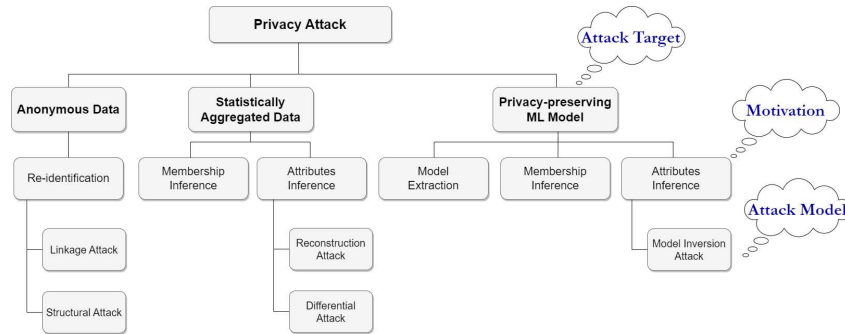 Privacy Attack
Attack Target
Anonymous Data
Statistically
Aggregated Data
Privacy-preserving
ML Model
Motivation
Re-identification
Membership
Inference
Attributes
Inference
Model
Extraction
Membership
Inference
Attributes
Inference
Attack Model
Linkage Attack
Reconstruction
Attack
Model Inversion
Attack
Structural Attack
Differential
Attack